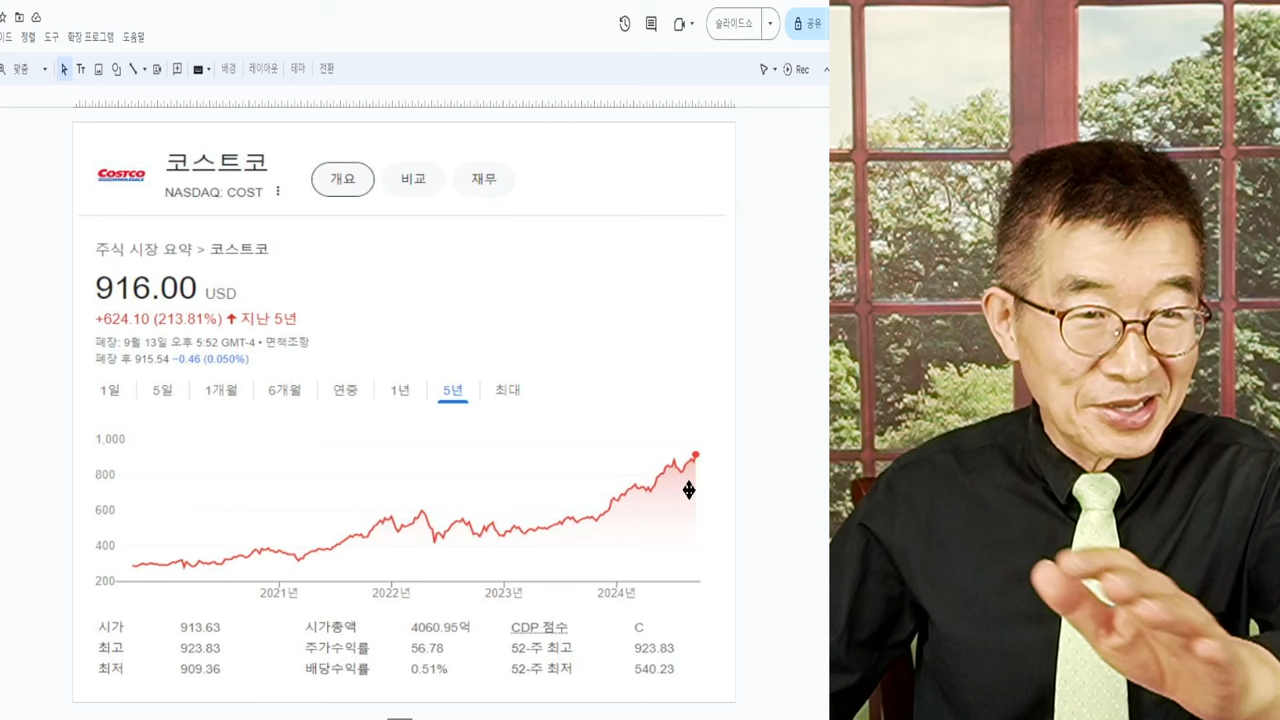 이드 정렬 도구 확장 프로그램 도움말
슬라이드쇼
공유
맞춤
Tт
배경 레이아웃 테마 전환
Rec
COSTCO
WHOLESALE
코스트코
NASDAQ: COST
개요 비교 재무
주식 시장 요약 > 코스트코
916.00 USD
+624.10 (213.81%) ↑ 지난 5년
폐장: 9월 13일 오후 5:52 GMT-4 • 면책조항
폐장 후 915.54 −0.46 (0.050%)
1일 5일 1개월 6개월 연중 1년 5년 최대
1,000
800
600
400
200
2021년 2022년 2023년 2024년
시가 913.63 시가총액 4060.95억 CDP 점수 C
최고 923.83 주가수익률 56.78 52-주 최고 923.83
최저 909.36 배당수익률 0.51% 52-주 최저 540.23